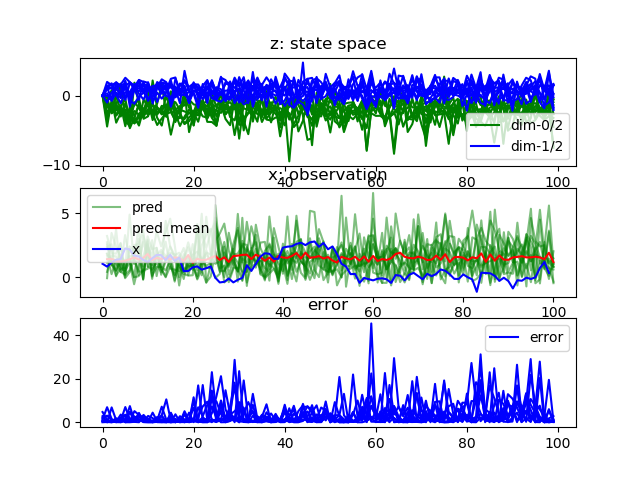 z: state space
0
−10
dim-0/2
dim-1/2
0 20 40 60 80 100
x: observation
5
0
pred
pred_mean
x
0 20 40 60 80 100
error
40
20
0
error
0 20 40 60 80 100